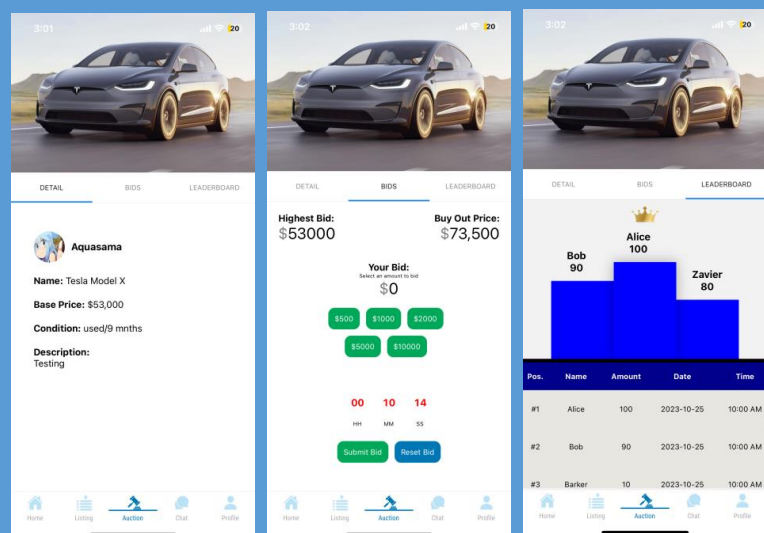 3:01
20
DETAIL BIDS LEADERBOARD
Aquasama
Name: Tesla Model X
Base Price: $53,000
Condition: used/9 mnths
Description:
Testing
Home Listing Auction Chat Profile
3:02
20
DETAIL BIDS LEADERBOARD
Highest Bid: Buy Out Price:
$53000 $73,500
Your Bid:
Select an amount to bid
$0
$500 $1000 $2000
$5000 $10000
00 10 14
HH MM SS
Submit Bid Reset Bid
Home Listing Auction Chat Profile
3:02
20
DETAIL BIDS LEADERBOARD
Alice
100
Bob
90
Zavier
80
Pos. Name Amount Date Time
#1 Alice 100 2023-10-25 10:00 AM
#2 Bob 90 2023-10-25 10:00 AM
#3 Barker 10 2023-10-25 10:00 AM
Home Listing Auction Chat Profile